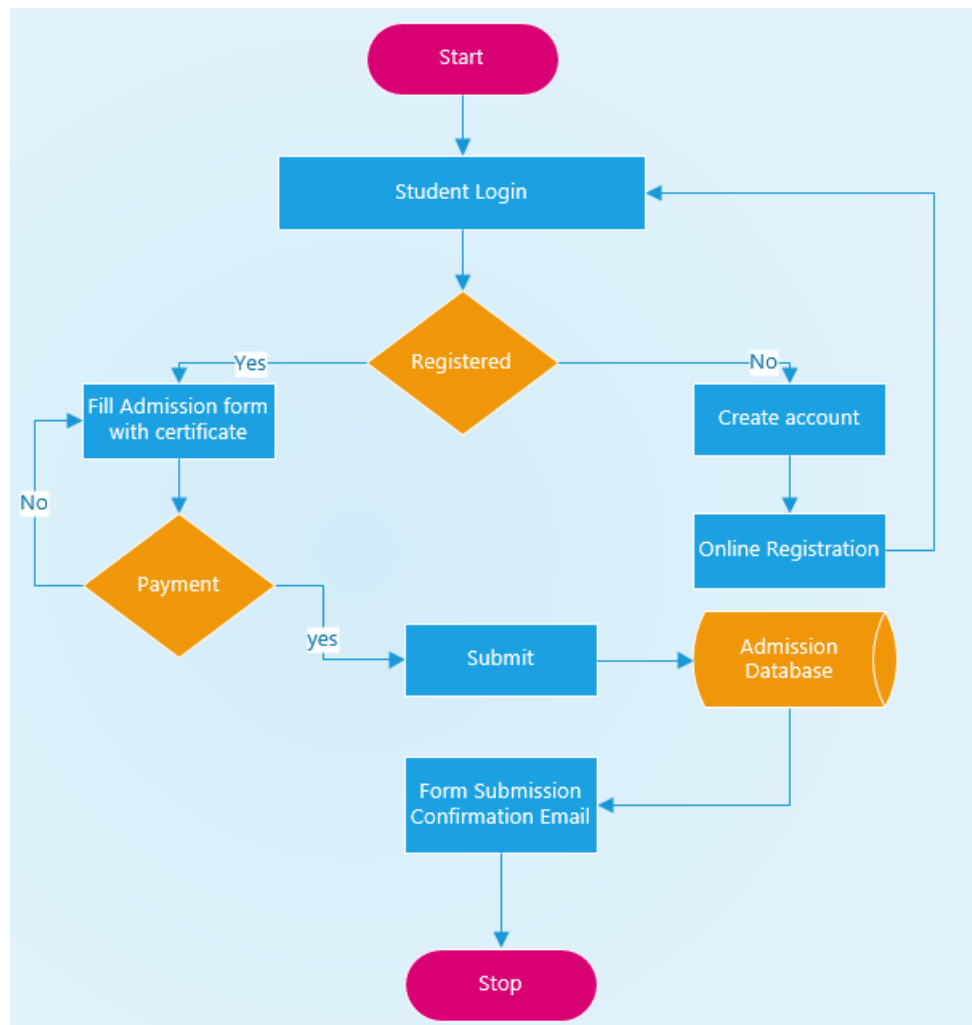 Start
Student Login
Registered
Yes
No
Fill Admission form
with certificate
Create account
No
Online Registration
Payment
yes
Submit
Admission
Database
Form Submission
Confirmation Email
Stop